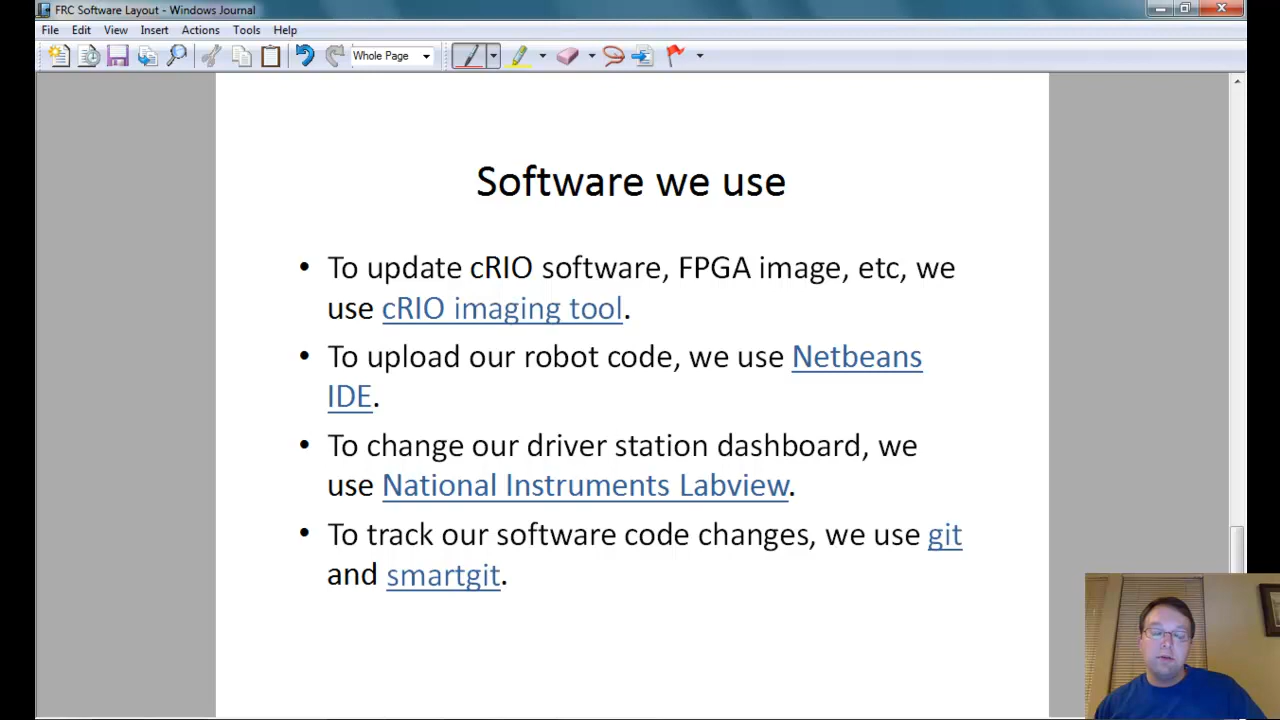 FRC Software Layout - Windows Journal
File Edit View Insert Actions Tools Help
Whole Page
Software we use
• To update cRIO software, FPGA image, etc, we
use cRIO imaging tool.
• To upload our robot code, we use Netbeans
IDE.
• To change our driver station dashboard, we
use National Instruments Labview.
• To track our software code changes, we use git
and smartgit.